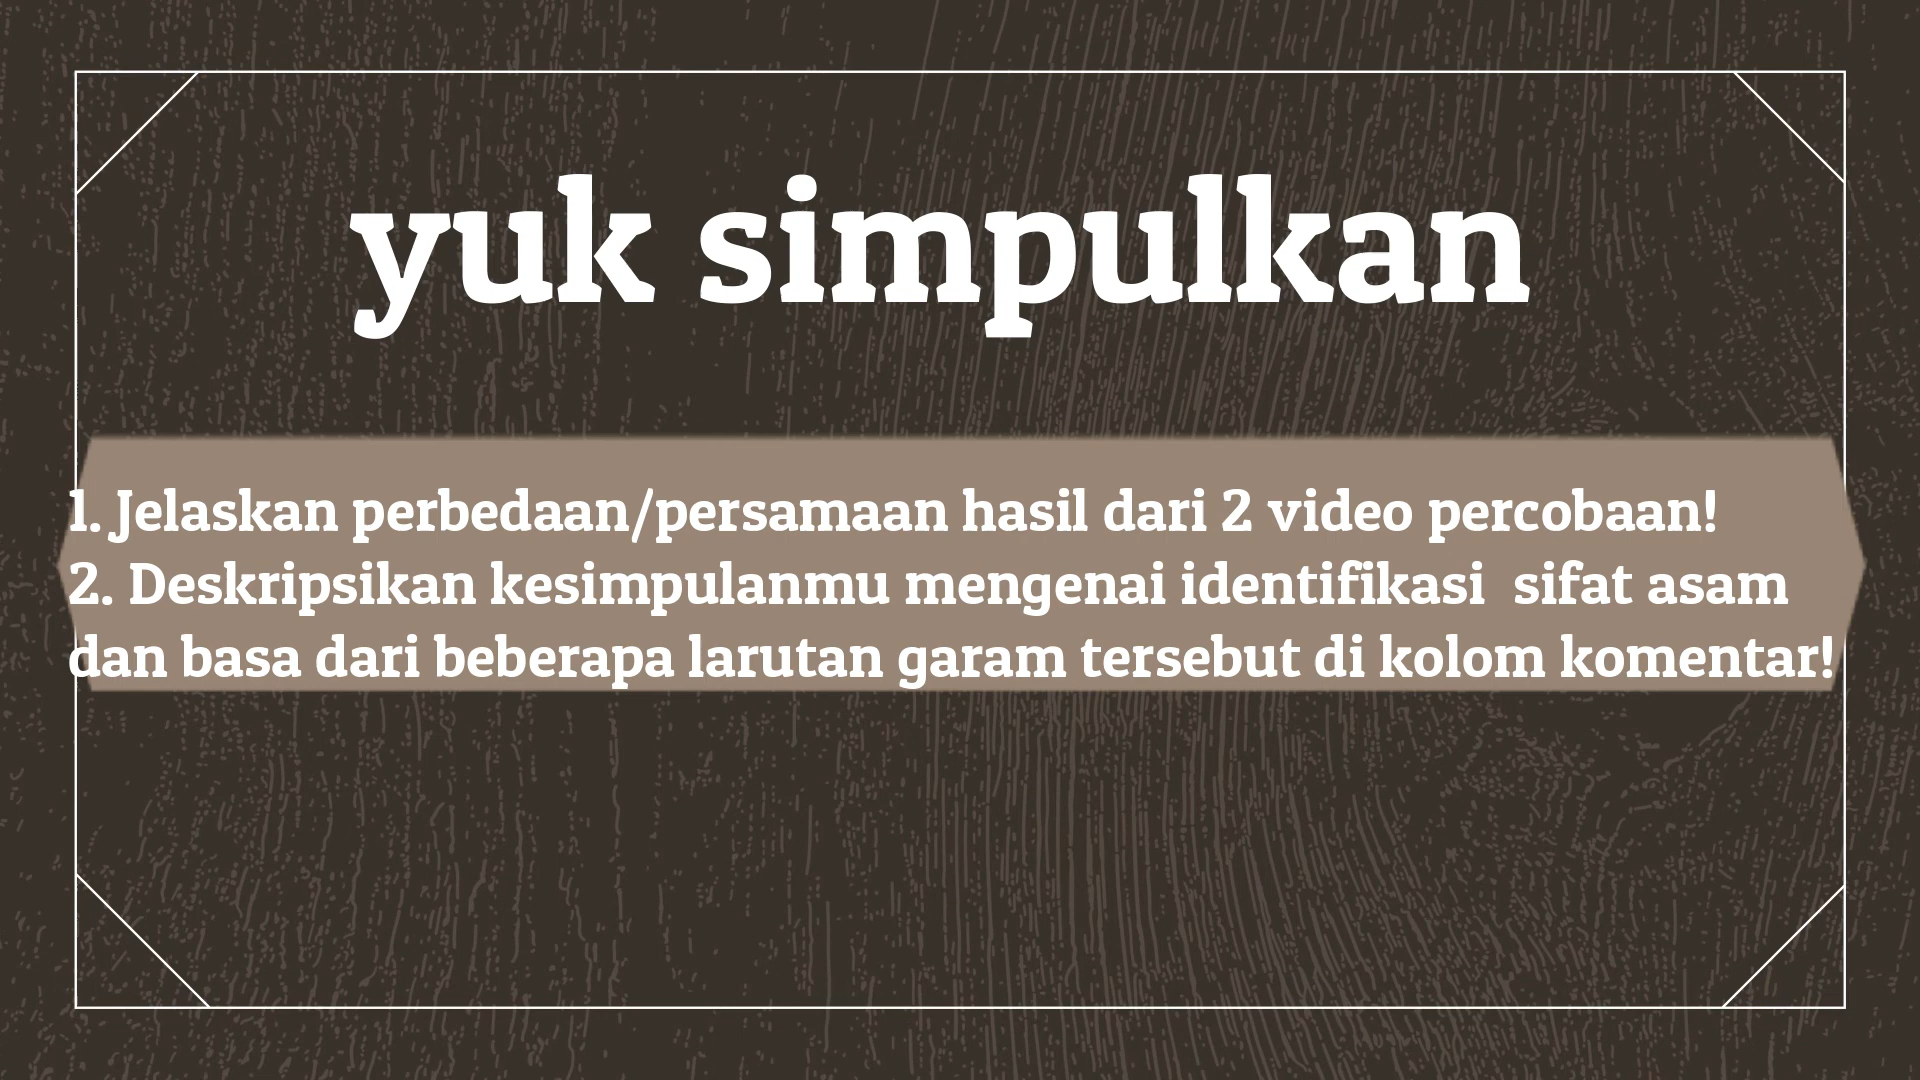 yuk simpulkan
1. Jelaskan perbedaan/persamaan hasil dari 2 video percobaan!
2. Deskripsikan kesimpulanmu mengenai identifikasi  sifat asam
dan basa dari beberapa larutan garam tersebut di kolom komentar!